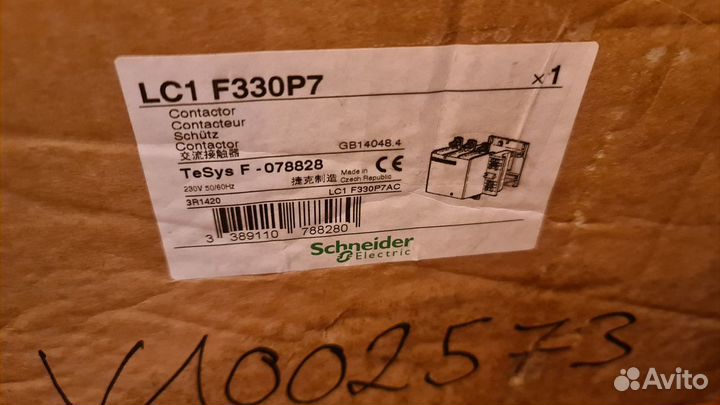 LC1 F330P7 x1
Contactor
Contacteur
Schütz
Contactor
交流接触器 GB14048.4
TeSys F - 078828
230V 50/60Hz 捷克制造 Made in Czech Republic CE
3R1420 LC1 F330P7AC
3 389110 788280
Schneider
Electric
V1002573
Avito